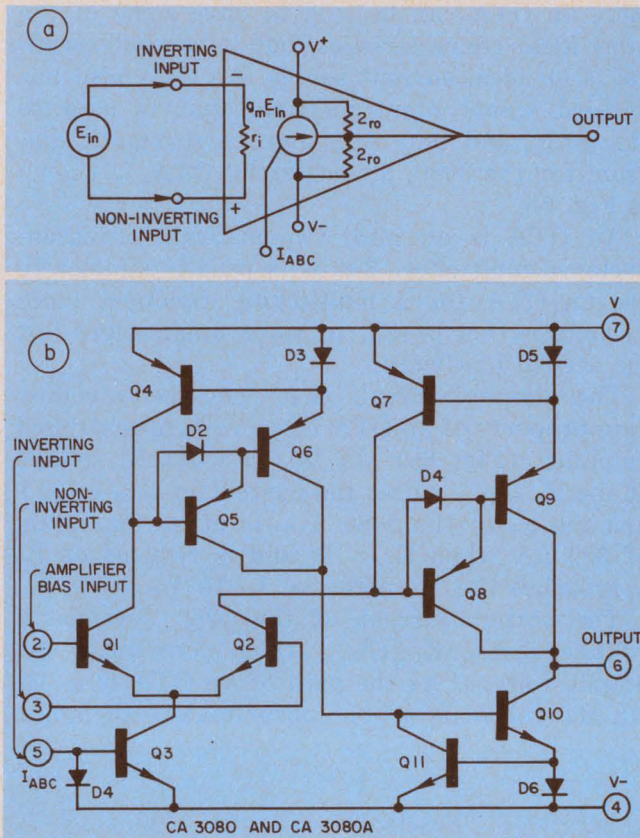 a
INVERTING
INPUT
V+
gmEin
2ro
OUTPUT
Ein
ri
2ro
NON-INVERTING
INPUT
V-
IABC
b
V
7
D3
D5
Q4
Q7
D2
Q6
D4
Q9
INVERTING
INPUT
NON-
INVERTING
INPUT
Q5
Q8
AMPLIFIER
BIAS INPUT
OUTPUT
2
Q1
Q2
6
3
Q10
5
Q3
Q11
IABC
D4
D6
V-
4
CA 3080 AND CA 3080A